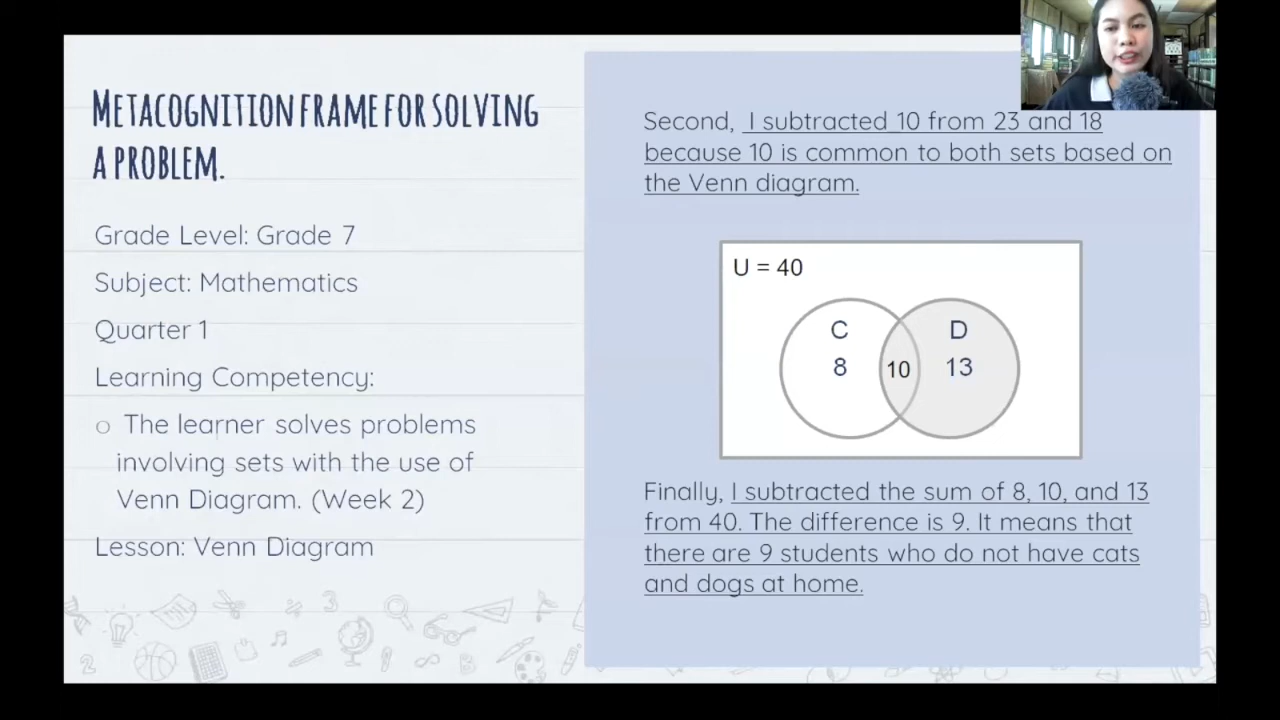 METACOGNITION FRAME FOR SOLVING
A PROBLEM.
Grade Level: Grade 7
Subject: Mathematics
Quarter 1
Learning Competency:
o The learner solves problems
involving sets with the use of
Venn Diagram. (Week 2)
Lesson: Venn Diagram
Second, I subtracted 10 from 23 and 18
because 10 is common to both sets based on
the Venn diagram.
U = 40
C D
8 10 13
Finally, I subtracted the sum of 8, 10, and 13
from 40. The difference is 9. It means that
there are 9 students who do not have cats
and dogs at home.